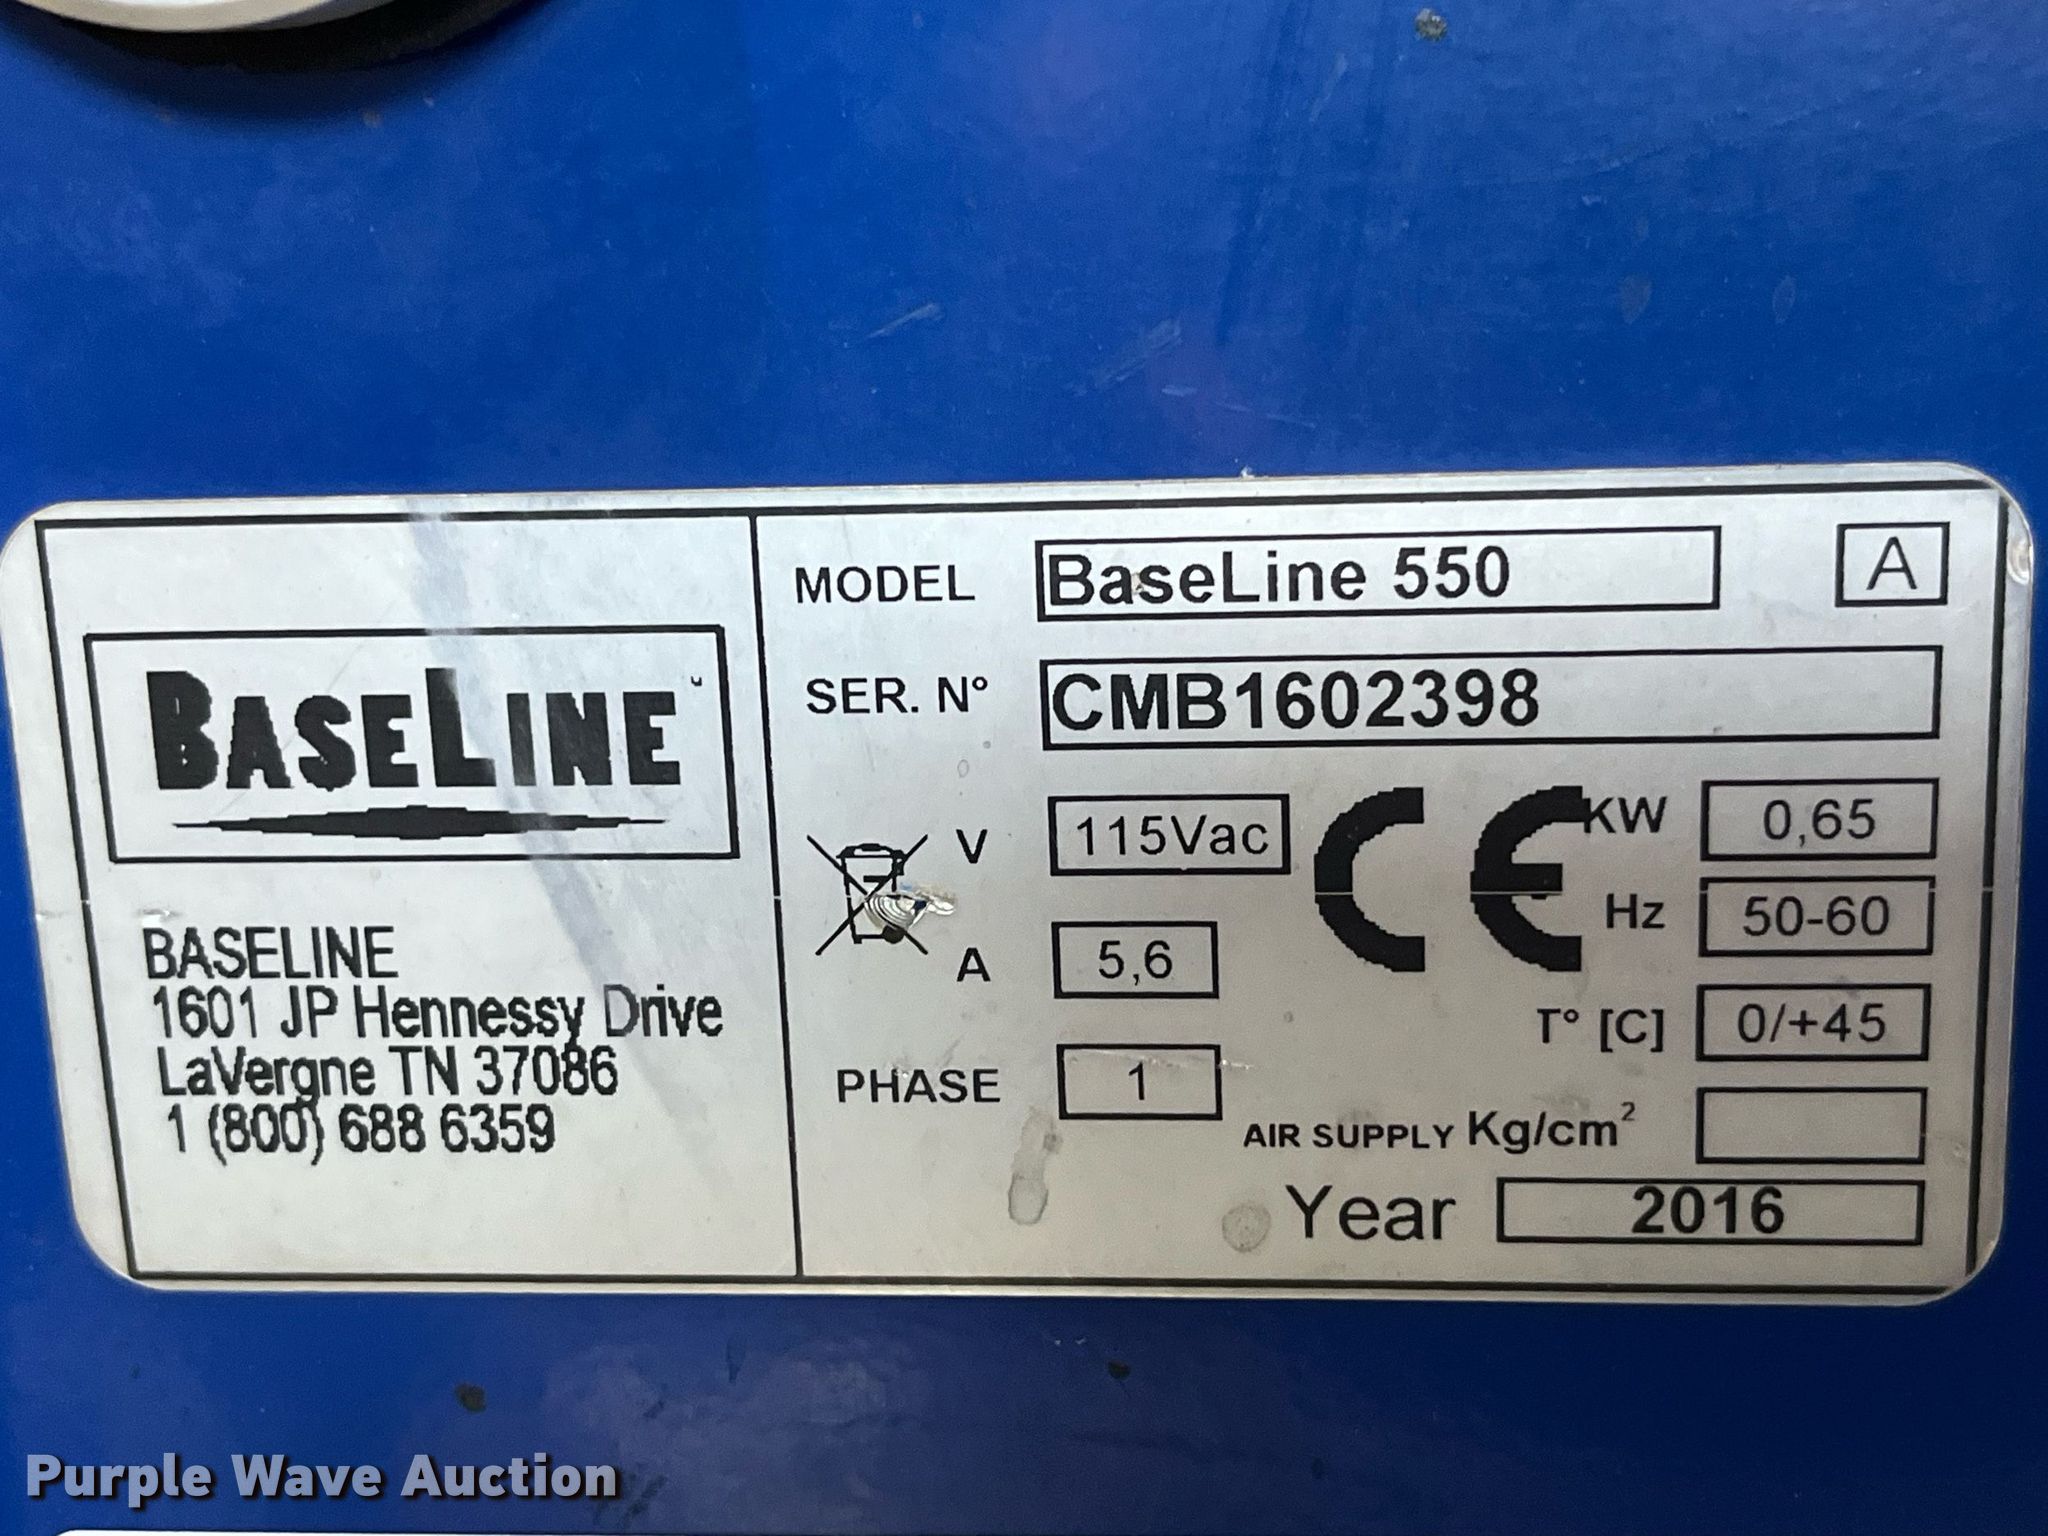 BASELINE
BASELINE
1601 JP Hennessy Drive
LaVergne TN 37086
1 (800) 688 6359
MODEL BaseLine 550 A
SER. N° CMB1602398
V 115Vac CE KW 0,65
Hz 50-60
A 5,6
T° [C] 0/+45
PHASE 1
AIR SUPPLY Kg/cm²
Year 2016
Purple Wave Auction